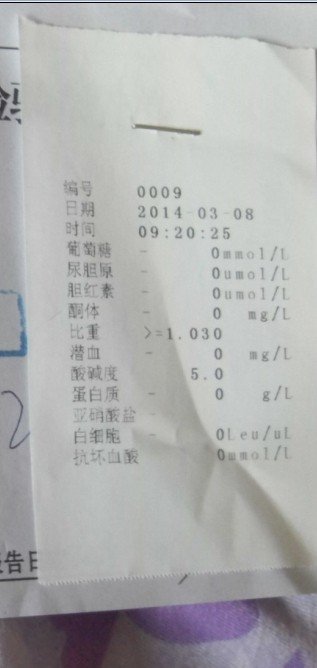 编号 0009
日期 2014-03-08
时间 09:20:25
葡萄糖 - 0mmol/L
尿胆原 - 0umol/L
胆红素 - 0umol/L
酮体 - 0 mg/L
比重 >=1.030
潜血 - 0 mg/L
酸碱度 5.0
蛋白质 - 0 g/L
亚硝酸盐 -
白细胞 - 0Leu/uL
抗坏血酸 0mmol/L
告日